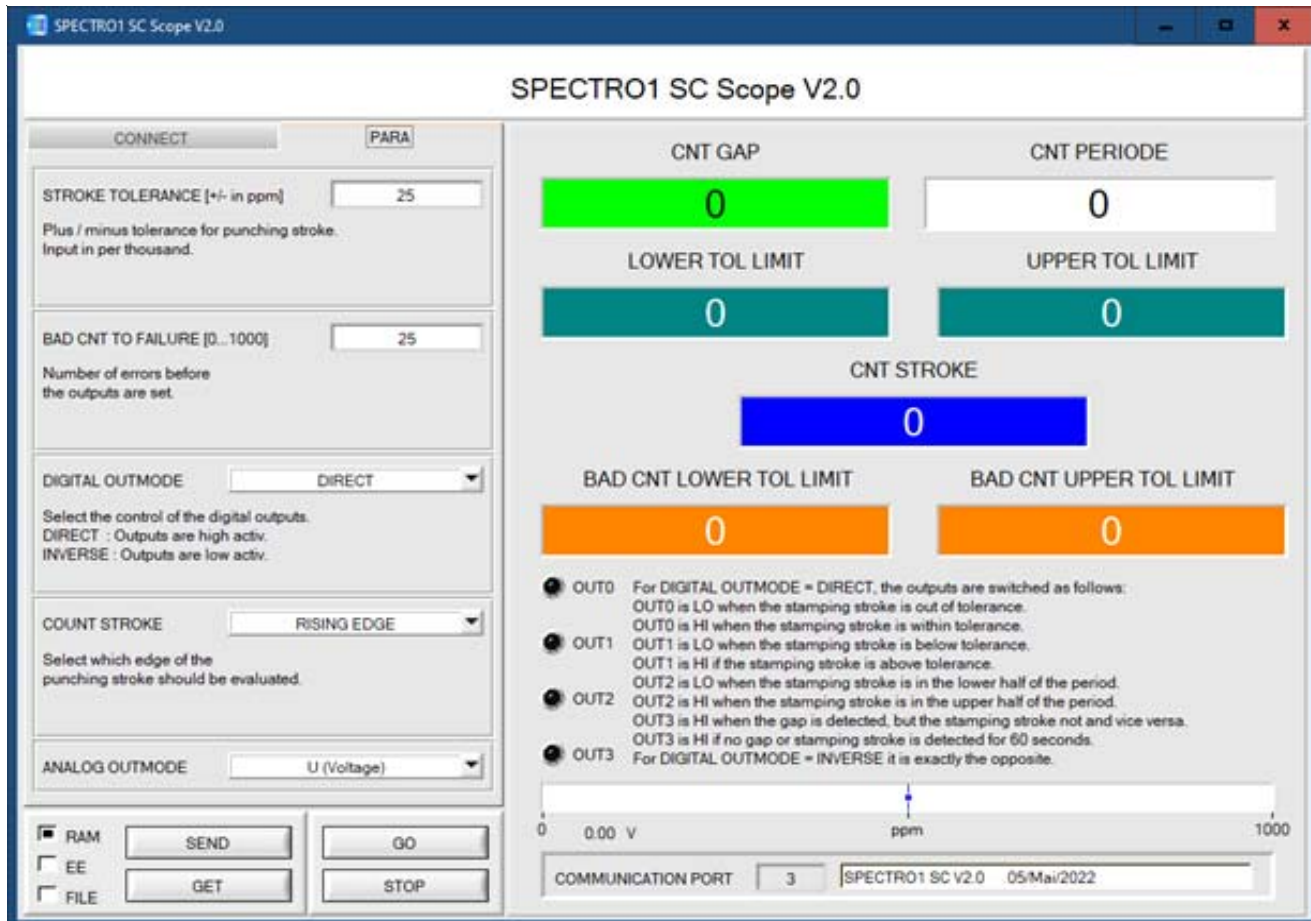 SPECTRO1 SC Scope V2.0
SPECTRO1 SC Scope V2.0
CONNECT
PARA
STROKE TOLERANCE [+/- in ppm]
25
Plus / minus tolerance for punching stroke.
Input in per thousand.
BAD CNT TO FAILURE [0...1000]
25
Number of errors before
the outputs are set.
DIGITAL OUTMODE
DIRECT
Select the control of the digital outputs.
DIRECT : Outputs are high activ.
INVERSE : Outputs are low activ.
COUNT STROKE
RISING EDGE
Select which edge of the
punching stroke should be evaluated.
ANALOG OUTMODE
U (Voltage)
RAM
EE
FILE
SEND
GET
GO
STOP
CNT GAP
0
CNT PERIODE
0
LOWER TOL LIMIT
0
UPPER TOL LIMIT
0
CNT STROKE
0
BAD CNT LOWER TOL LIMIT
0
BAD CNT UPPER TOL LIMIT
0
OUT0
OUT1
OUT2
OUT3
For DIGITAL OUTMODE = DIRECT, the outputs are switched as follows:
OUT0 is LO when the stamping stroke is out of tolerance.
OUT0 is HI when the stamping stroke is within tolerance.
OUT1 is LO when the stamping stroke is below tolerance.
OUT1 is HI if the stamping stroke is above tolerance.
OUT2 is LO when the stamping stroke is in the lower half of the period.
OUT2 is HI when the stamping stroke is in the upper half of the period.
OUT3 is HI when the gap is detected, but the stamping stroke not and vice versa.
OUT3 is HI if no gap or stamping stroke is detected for 60 seconds.
For DIGITAL OUTMODE = INVERSE it is exactly the opposite.
0
0.00 V
ppm
1000
COMMUNICATION PORT
3
SPECTRO1 SC V2.0 05/Mai/2022